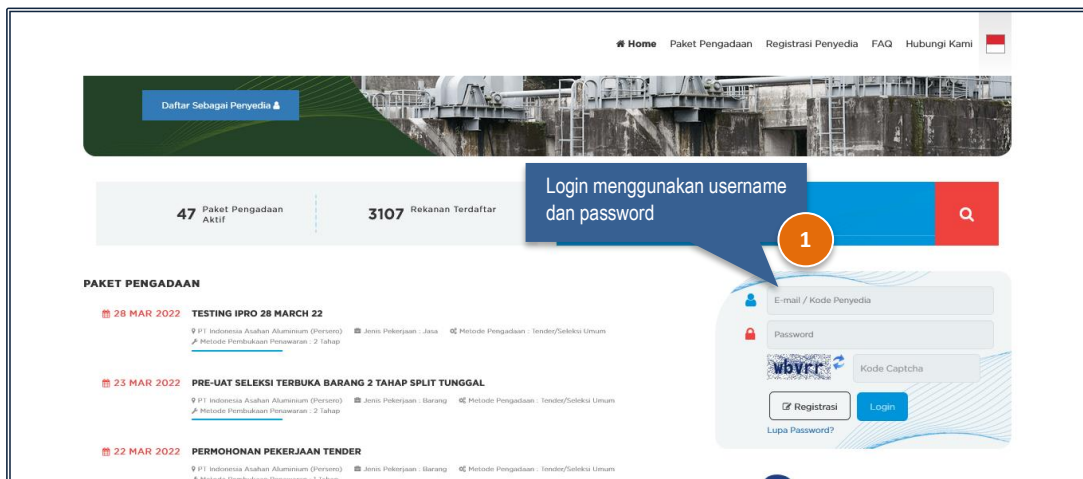 Home Paket Pengadaan Registrasi Penyedia FAQ Hubungi Kami
Daftar Sebagai Penyedia
47 Paket Pengadaan
Aktif
3107 Rekanan Terdaftar
Login menggunakan username
dan password
1
PAKET PENGADAAN
28 MAR 2022 TESTING IPRO 28 MARCH 22
PT Indonesia Asahan Aluminium (Persero) Jenis Pekerjaan : Jasa Metode Pengadaan : Tender/Seleksi Umum
Metode Pembukaan Penawaran : 2 Tahap
23 MAR 2022 PRE-UAT SELEKSI TERBUKA BARANG 2 TAHAP SPLIT TUNGGAL
PT Indonesia Asahan Aluminium (Persero) Jenis Pekerjaan : Barang Metode Pengadaan : Tender/Seleksi Umum
Metode Pembukaan Penawaran : 2 Tahap
22 MAR 2022 PERMOHONAN PEKERJAAN TENDER
PT Indonesia Asahan Aluminium (Persero) Jenis Pekerjaan : Barang Metode Pengadaan : Tender/Seleksi Umum
Metode Pembukaan Penawaran : 1 Tahap
E-mail / Kode Penyedia
Password
wbvrr Kode Captcha
Registrasi Login
Lupa Password?